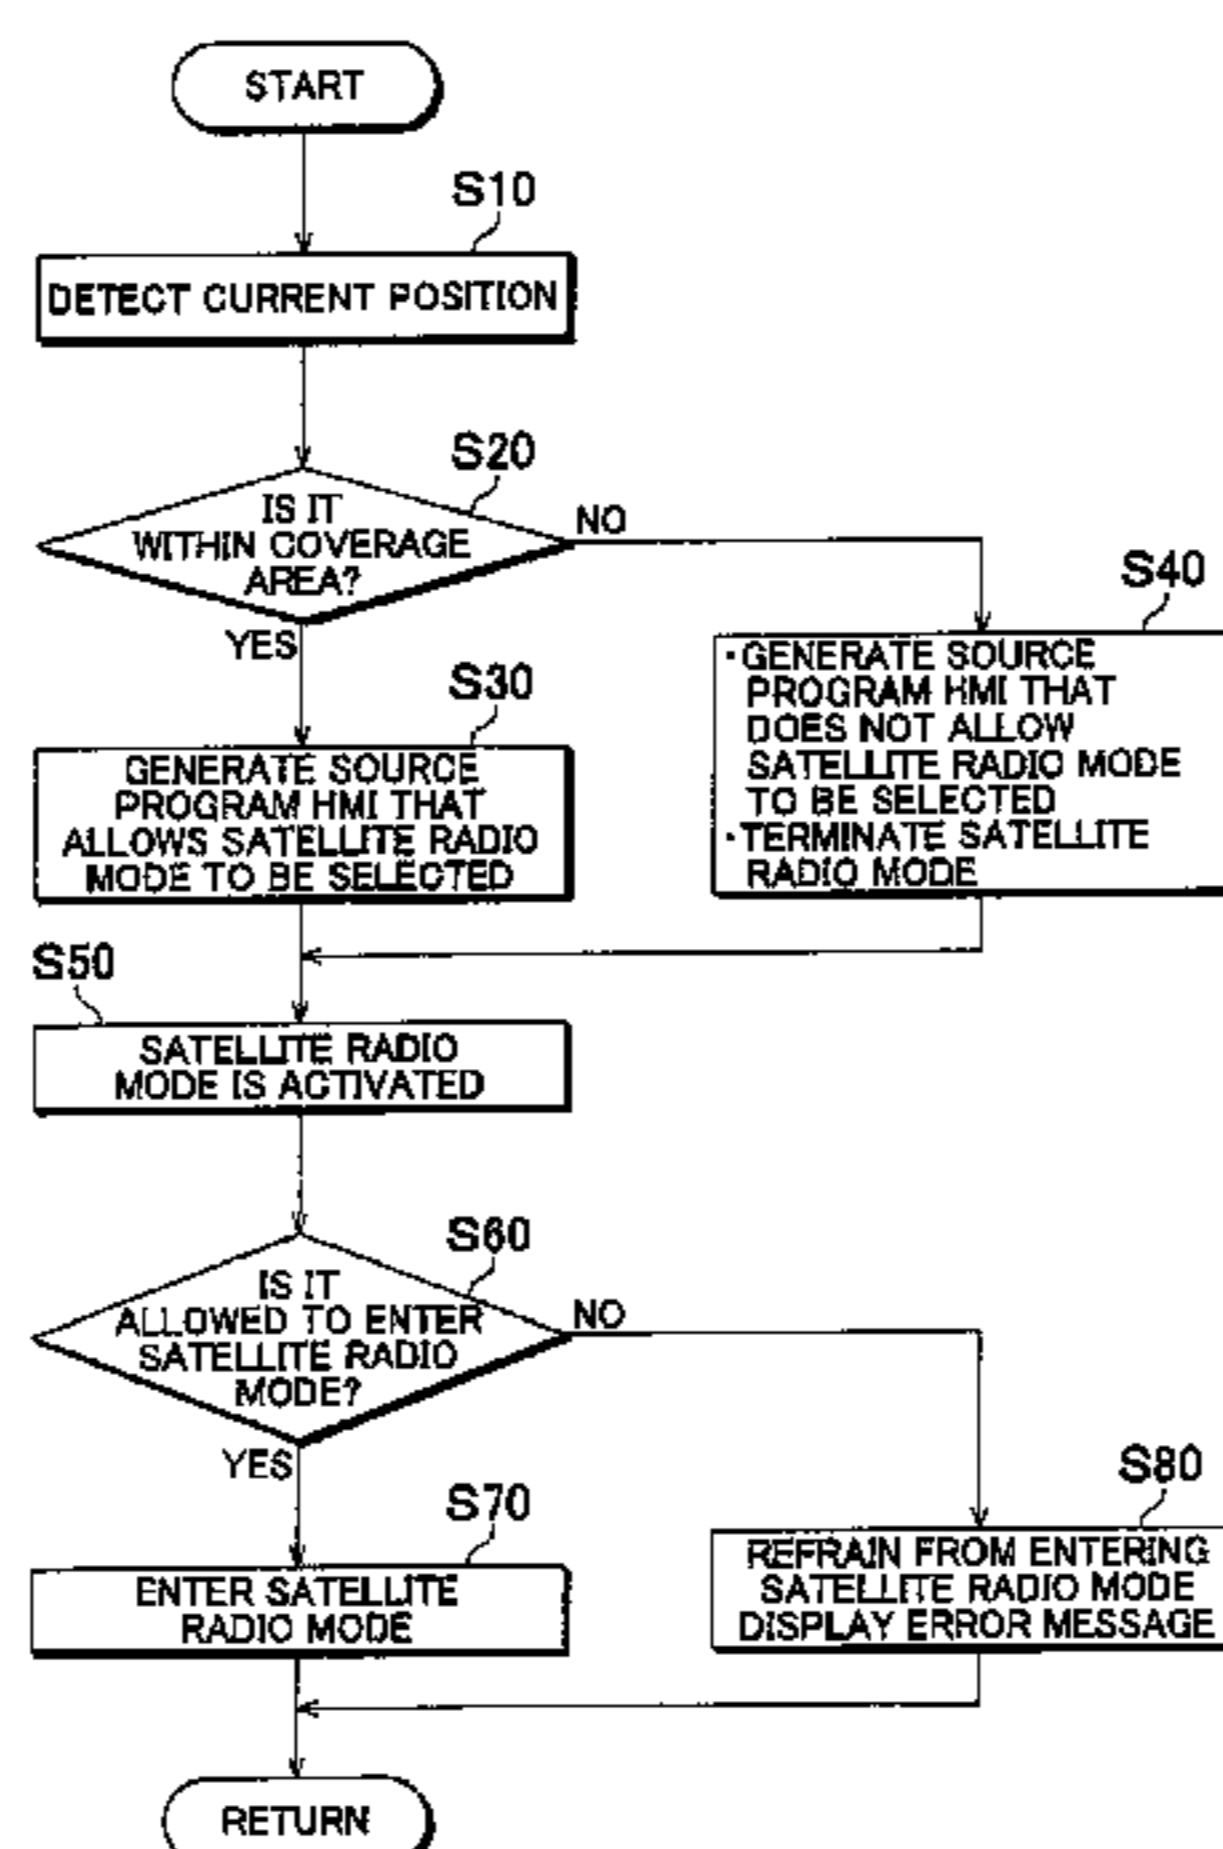 START
S10
DETECT CURRENT POSITION
S20
IS IT
WITHIN COVERAGE
AREA?
NO
YES
S40
・GENERATE SOURCE
PROGRAM HMI THAT
DOES NOT ALLOW
SATELLITE RADIO MODE
TO BE SELECTED
・TERMINATE SATELLITE
RADIO MODE
S30
GENERATE SOURCE
PROGRAM HMI THAT
ALLOWS SATELLITE RADIO
MODE TO BE SELECTED
S50
SATELLITE RADIO
MODE IS ACTIVATED
S60
IS IT
ALLOWED TO ENTER
SATELLITE RADIO
MODE?
NO
YES
S70
ENTER SATELLITE
RADIO MODE
S80
REFRAIN FROM ENTERING
SATELLITE RADIO MODE
DISPLAY ERROR MESSAGE
RETURN